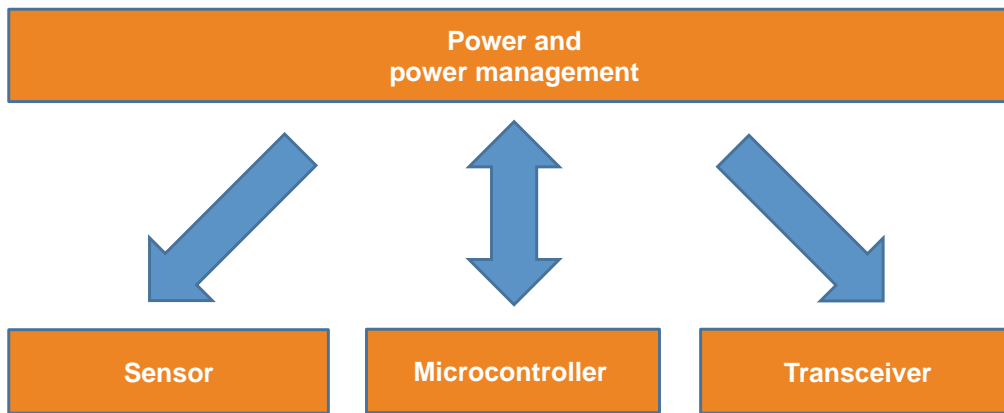 Power and
power management
Sensor
Microcontroller
Transceiver